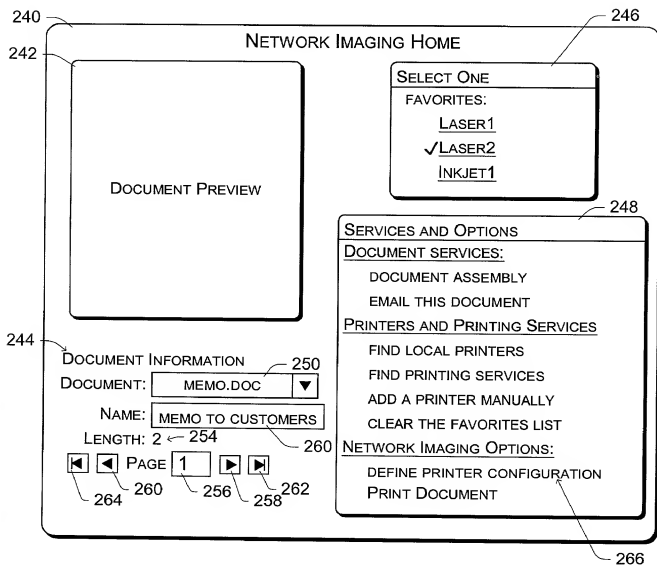 240
246
NETWORK IMAGING HOME
242
SELECT ONE
FAVORITES:
LASER1
✓LASER2
INKJET1
DOCUMENT PREVIEW
248
SERVICES AND OPTIONS
DOCUMENT SERVICES:
DOCUMENT ASSEMBLY
EMAIL THIS DOCUMENT
PRINTERS AND PRINTING SERVICES
FIND LOCAL PRINTERS
FIND PRINTING SERVICES
ADD A PRINTER MANUALLY
CLEAR THE FAVORITES LIST
NETWORK IMAGING OPTIONS:
DEFINE PRINTER CONFIGURATION
PRINT DOCUMENT
266
244
DOCUMENT INFORMATION
250
DOCUMENT: MEMO.DOC
NAME: MEMO TO CUSTOMERS
LENGTH: 2 254
260
PAGE 1
264 260 256 258 262